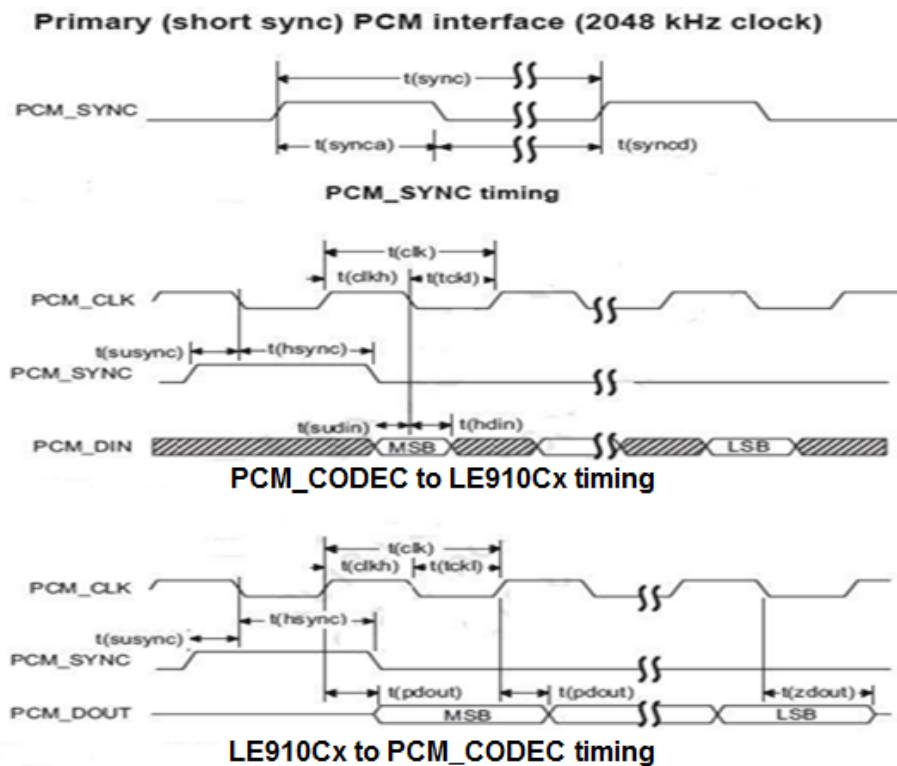 Primary (short sync) PCM interface (2048 kHz clock)
t(sync)
PCM_SYNC
t(synca)
t(syncd)
PCM_SYNC timing
t(clk)
t(clkh)
t(tckl)
PCM_CLK
t(susync)
t(hsync)
PCM_SYNC
t(sudin)
t(hdin)
PCM_DIN
MSB
LSB
PCM_CODEC to LE910Cx timing
t(clk)
t(clkh)
t(tckl)
PCM_CLK
t(hsync)
t(susync)
PCM_SYNC
t(pdout)
t(pdout)
t(zdout)
PCM_DOUT
MSB
LSB
LE910Cx to PCM_CODEC timing